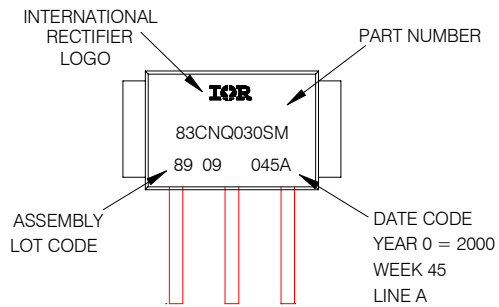 INTERNATIONAL
RECTIFIER
LOGO
PART NUMBER
IOR
83CNQ030SM
89 09 045A
ASSEMBLY
LOT CODE
DATE CODE
YEAR 0 = 2000
WEEK 45
LINE A